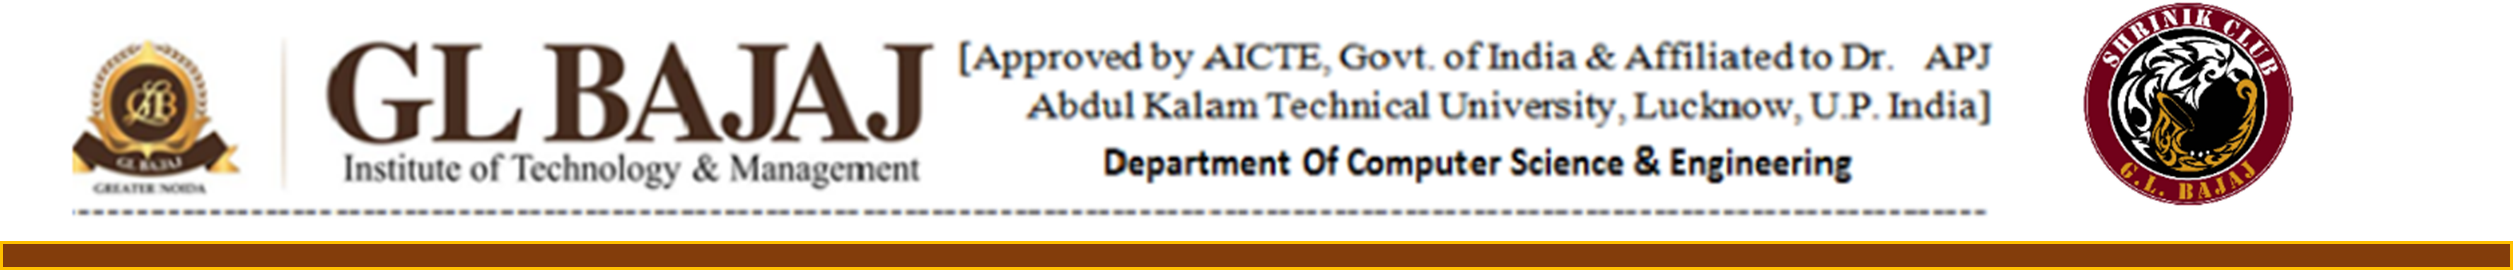 GLB
GL BAJAJ
GREATER NOIDA
GL BAJAJ
Institute of Technology & Management
[Approved by AICTE, Govt. of India & Affiliated to Dr. APJ
Abdul Kalam Technical University, Lucknow, U.P. India]
Department Of Computer Science & Engineering
SHRINIK CLUB
G.L. BAJAJ